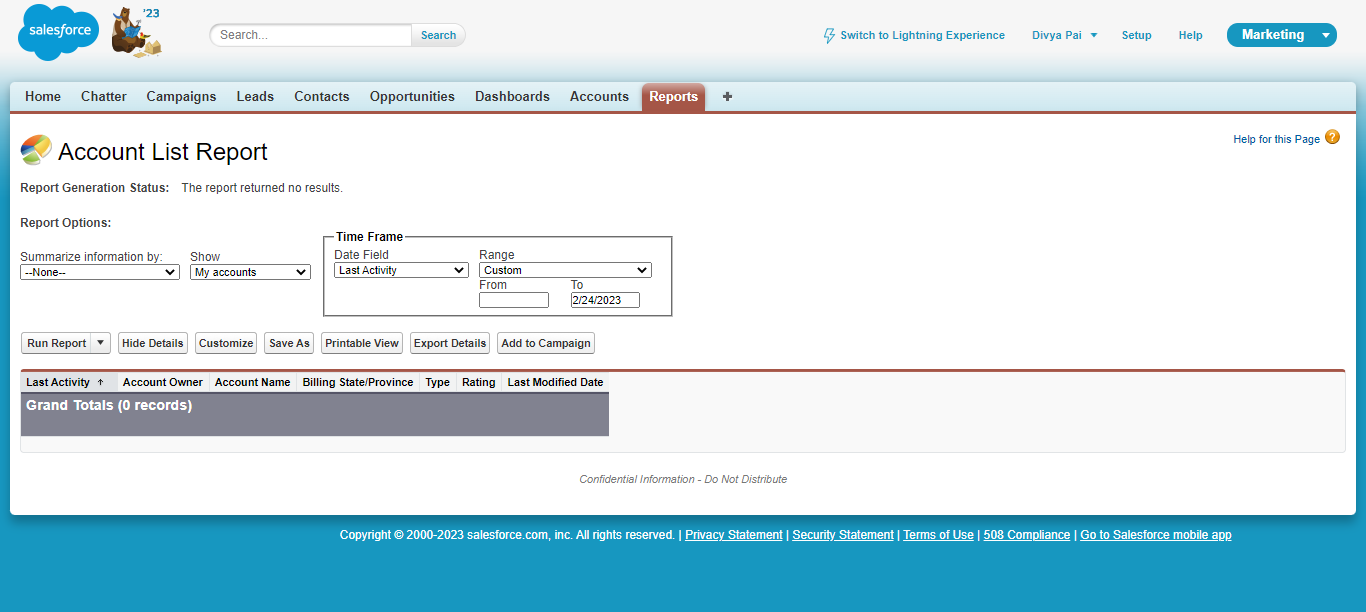 salesforce
'23
Search...
Search
Switch to Lightning Experience
Divya Pai
Setup
Help
Marketing
Home Chatter Campaigns Leads Contacts Opportunities Dashboards Accounts Reports +
Account List Report
Help for this Page ?
Report Generation Status: The report returned no results.
Report Options:
Time Frame
Summarize information by: Show Date Field Range
--None-- My accounts Last Activity Custom
From To
2/24/2023
Run Report Hide Details Customize Save As Printable View Export Details Add to Campaign
Last Activity ↑ Account Owner Account Name Billing State/Province Type Rating Last Modified Date
Grand Totals (0 records)
Confidential Information - Do Not Distribute
Copyright © 2000-2023 salesforce.com, inc. All rights reserved. | Privacy Statement | Security Statement | Terms of Use | 508 Compliance | Go to Salesforce mobile app